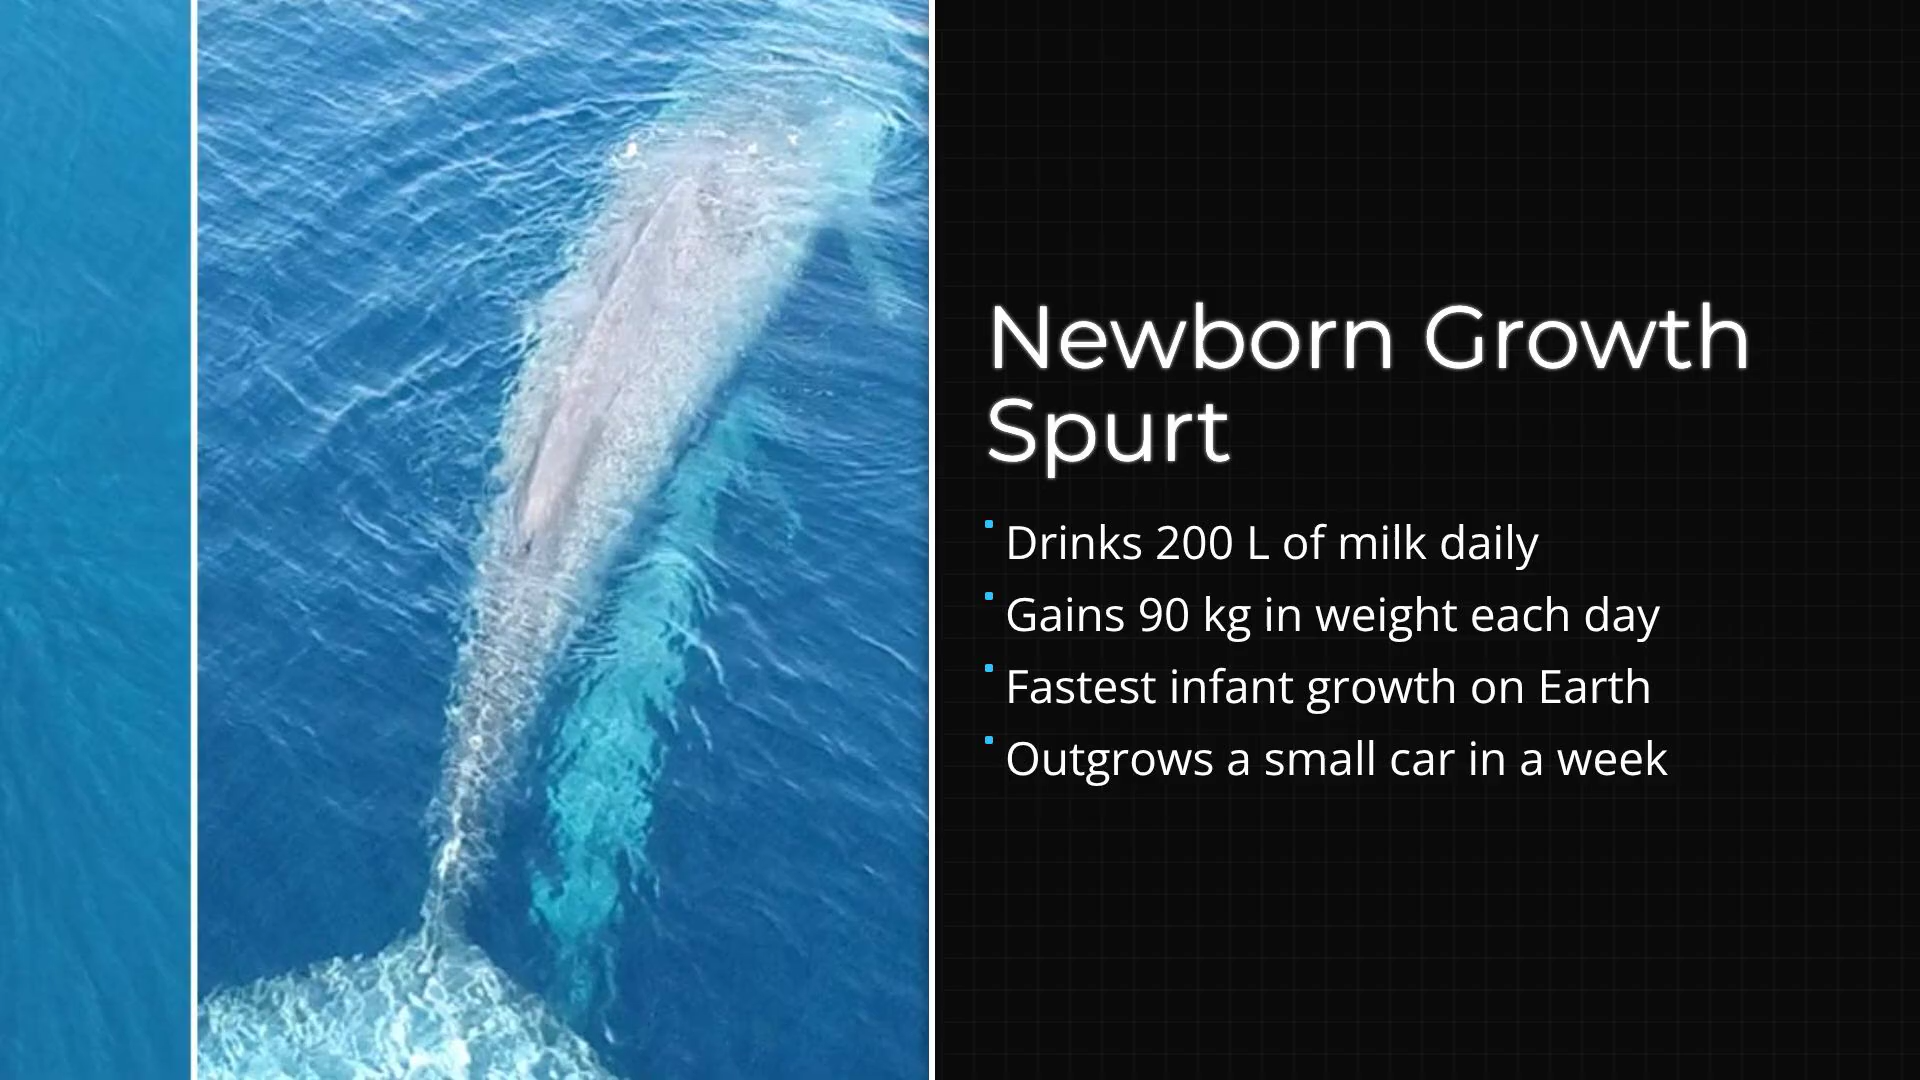 Newborn Growth
Spurt
Drinks 200 L of milk daily
Gains 90 kg in weight each day
Fastest infant growth on Earth
Outgrows a small car in a week